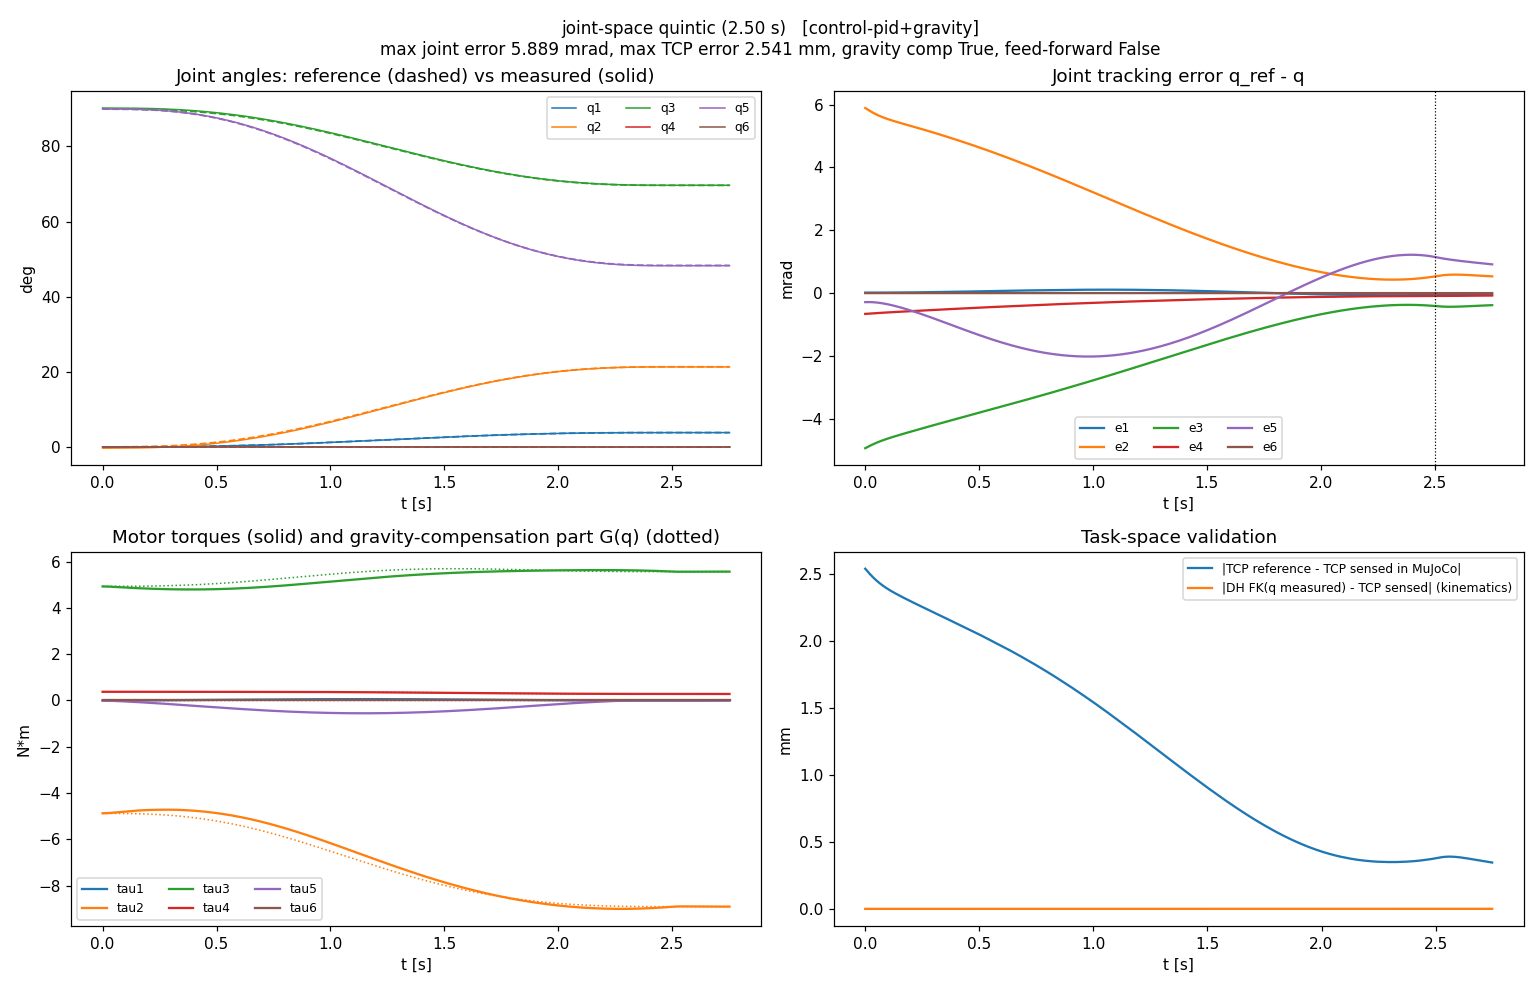 joint-space quintic (2.50 s)   [control-pid+gravity]
max joint error 5.889 mrad, max TCP error 2.541 mm, gravity comp True, feed-forward False
Joint angles: reference (dashed) vs measured (solid)
deg
80
60
40
20
0
q1 q3 q5
q2 q4 q6
0.0 0.5 1.0 1.5 2.0 2.5
t [s]
Joint tracking error q_ref - q
mrad
6
4
2
0
−2
−4
e1 e3 e5
e2 e4 e6
0.0 0.5 1.0 1.5 2.0 2.5
t [s]
Motor torques (solid) and gravity-compensation part G(q) (dotted)
N*m
6
4
2
0
−2
−4
−6
−8
tau1 tau3 tau5
tau2 tau4 tau6
0.0 0.5 1.0 1.5 2.0 2.5
t [s]
Task-space validation
mm
2.5
2.0
1.5
1.0
0.5
0.0
|TCP reference - TCP sensed in MuJoCo|
|DH FK(q measured) - TCP sensed| (kinematics)
0.0 0.5 1.0 1.5 2.0 2.5
t [s]